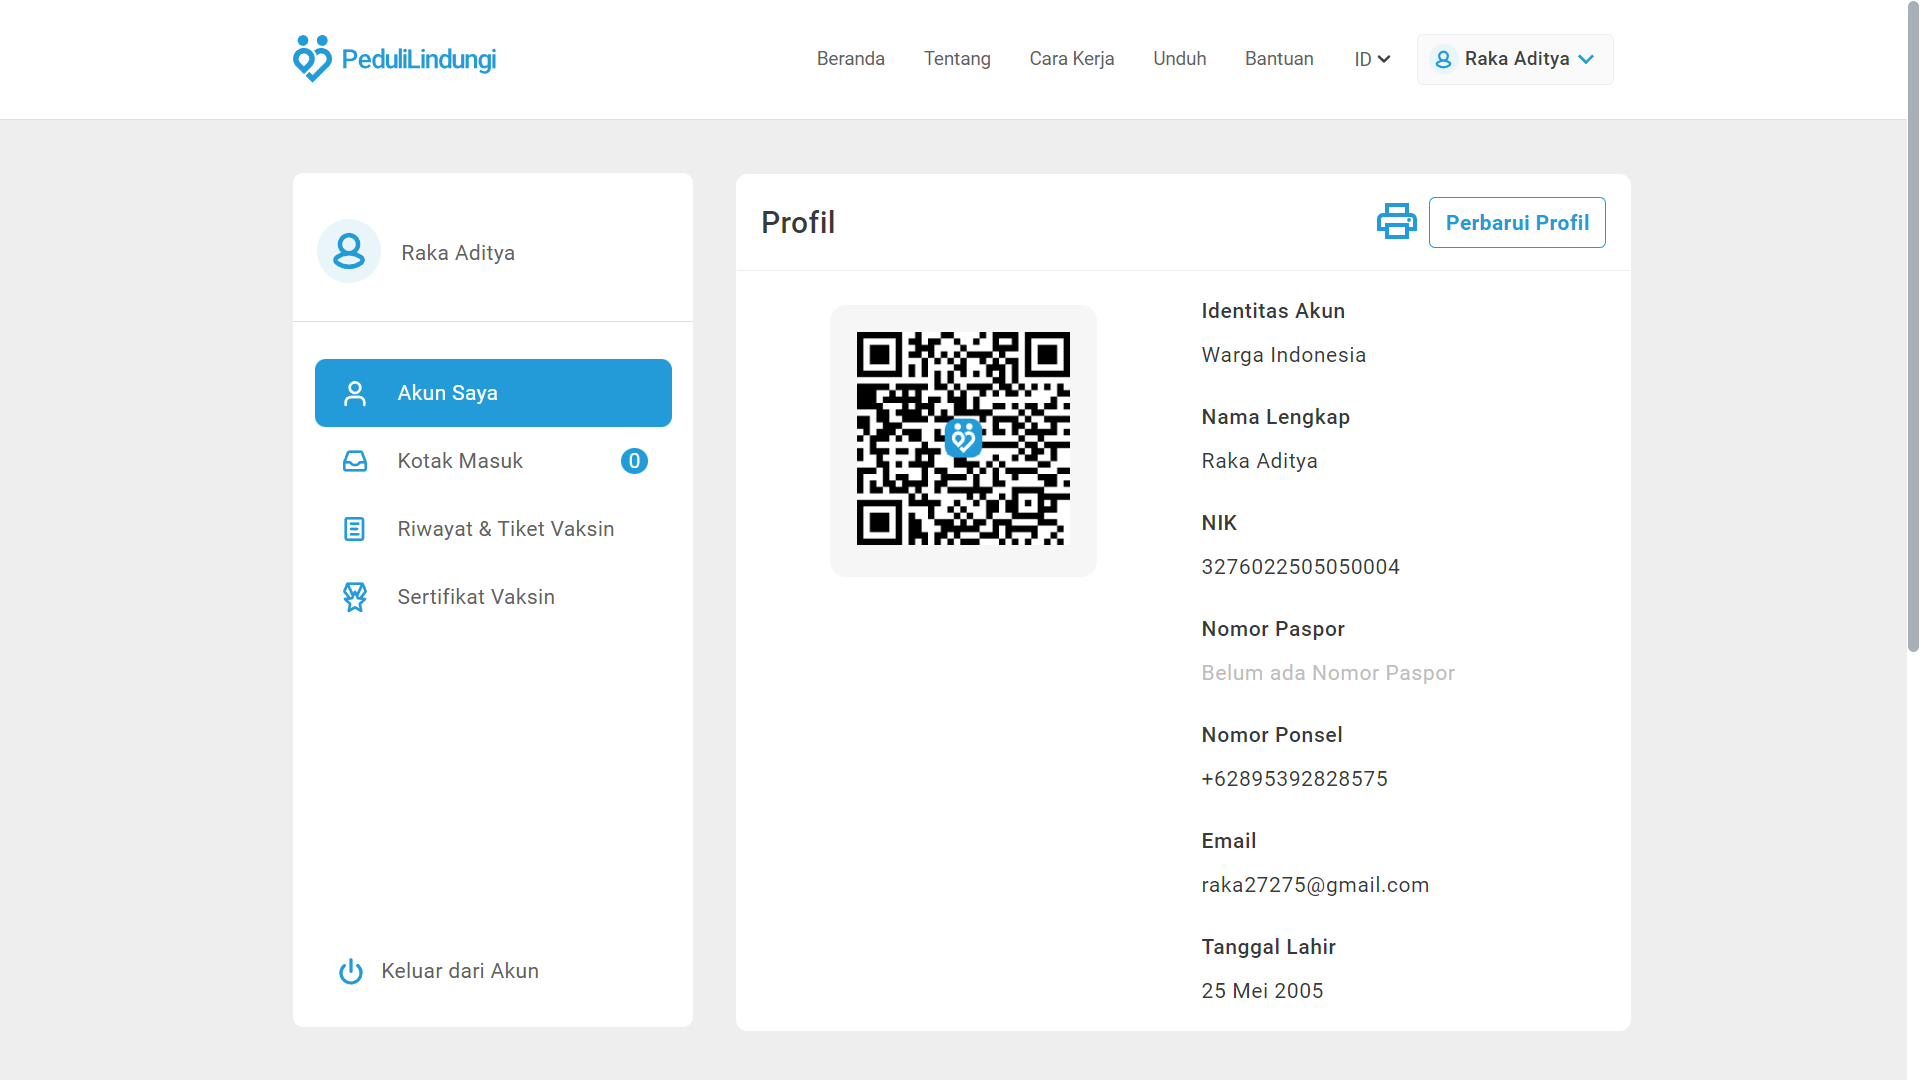 PeduliLindungi
Beranda
Tentang
Cara Kerja
Unduh
Bantuan
ID
Raka Aditya
Raka Aditya
Akun Saya
Kotak Masuk
0
Riwayat & Tiket Vaksin
Sertifikat Vaksin
Keluar dari Akun
Profil
Perbarui Profil
Identitas Akun
Warga Indonesia
Nama Lengkap
Raka Aditya
NIK
3276022505050004
Nomor Paspor
Belum ada Nomor Paspor
Nomor Ponsel
+62895392828575
Email
raka27275@gmail.com
Tanggal Lahir
25 Mei 2005